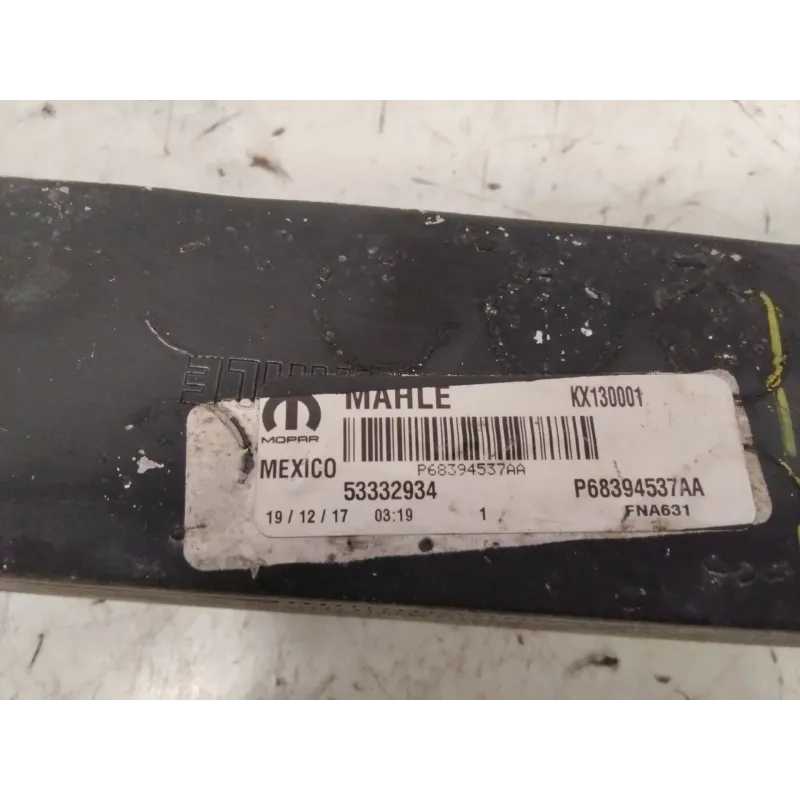 MAHLE KX130001
MOPAR
P68394537AA
MEXICO
53332934 P68394537AA
19/12/17 03:19 1 FNA631